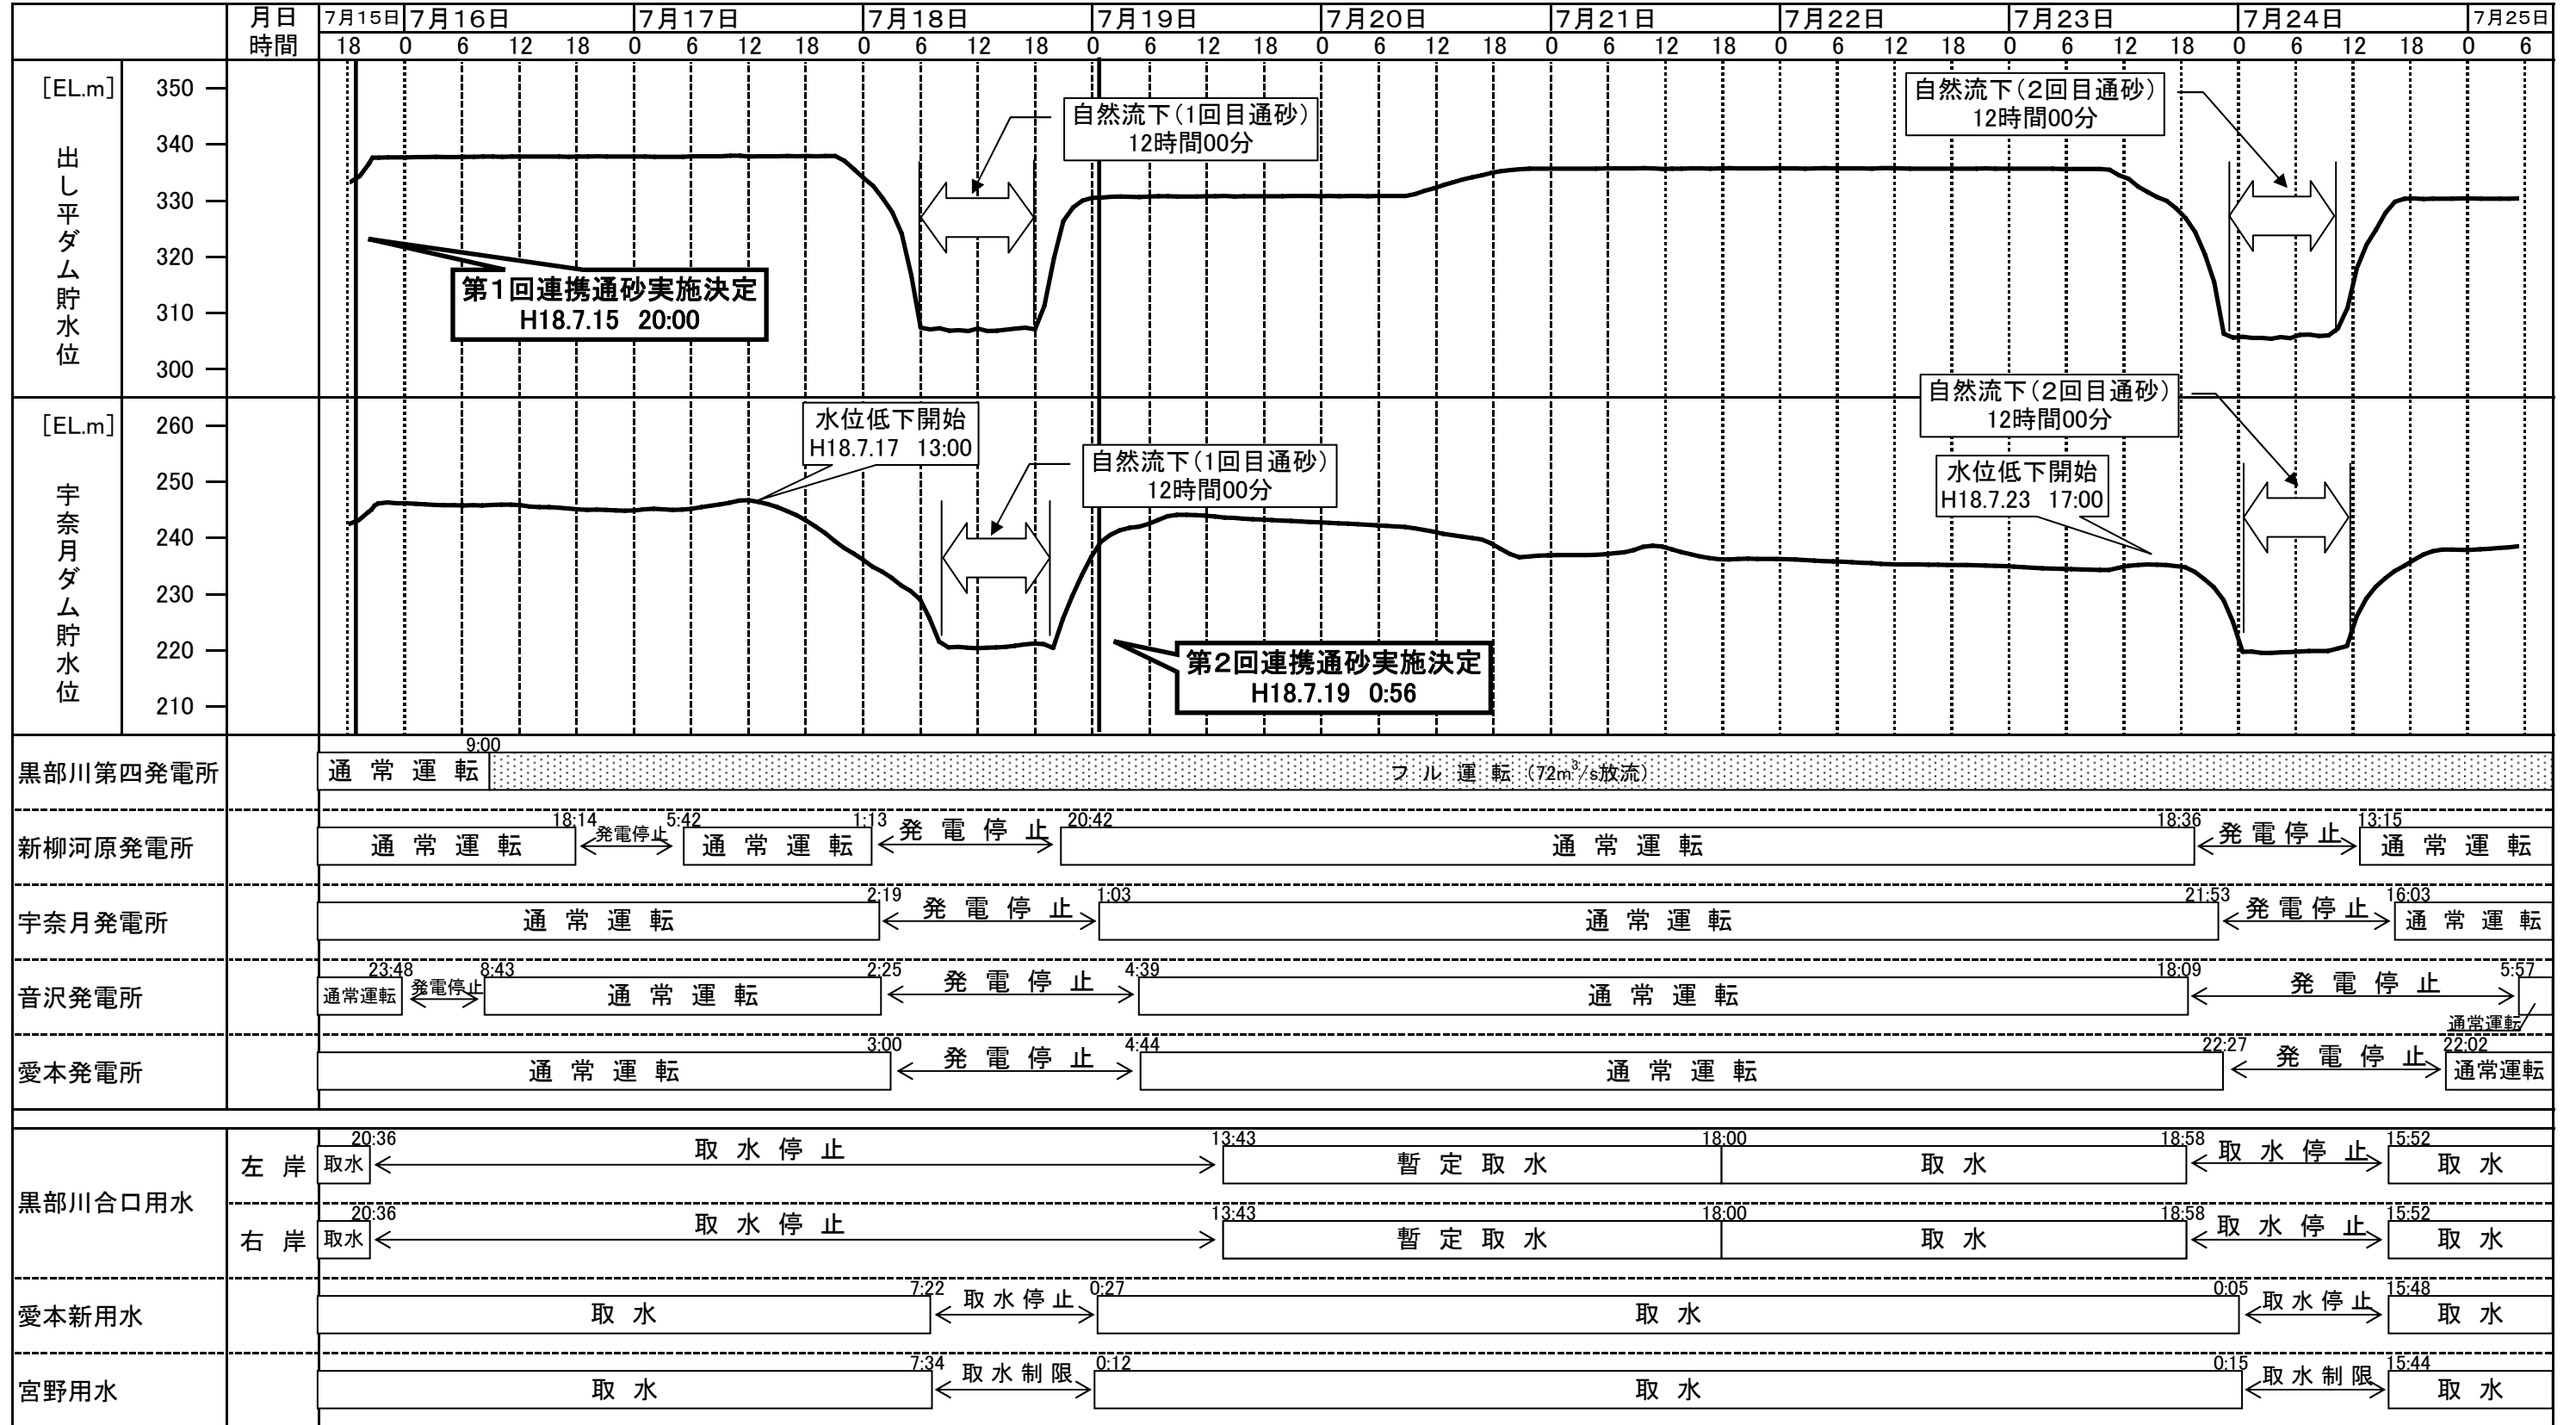 月日 7月15日 7月16日 7月17日 7月18日 7月19日 7月20日 7月21日 7月22日 7月23日 7月24日 7月25日
時間 18 0 6 12 18 0 6 12 18 0 6 12 18 0 6 12 18 0 6 12 18 0 6 12 18 0 6 12 18 0 6 12 18 0 6 12 18 0 6
[EL.m]
出し平ダム貯水位
350
340
330
320
310
300
自然流下(1回目通砂)
12時間00分
自然流下(2回目通砂)
12時間00分
第1回連携通砂実施決定
H18.7.15 20:00
[EL.m]
宇奈月ダム貯水位
260
250
240
230
220
210
水位低下開始
H18.7.17 13:00
自然流下(1回目通砂)
12時間00分
自然流下(2回目通砂)
12時間00分
水位低下開始
H18.7.23 17:00
第2回連携通砂実施決定
H18.7.19 0:56
9:00
黒部川第四発電所 通常運転 フル運転(72m³/s放流)
18:14 5:42 1:13 20:42 18:36 13:15
新柳河原発電所 通常運転 発電停止 通常運転 発電停止 通常運転 発電停止 通常運転
2:19 1:03 21:53 16:03
宇奈月発電所 通常運転 発電停止 通常運転 発電停止 通常運転
23:48 8:43 2:25 4:39 18:09 5:57
音沢発電所 通常運転 発電停止 通常運転 発電停止 通常運転 発電停止
通常運転
3:00 4:44 22:27 22:02
愛本発電所 通常運転 発電停止 通常運転 発電停止 通常運転
黒部川合口用水
20:36 13:43 18:00 18:58 15:52
左岸 取水 取水停止 暫定取水 取水 取水停止 取水
20:36 13:43 18:00 18:58 15:52
右岸 取水 取水停止 暫定取水 取水 取水停止 取水
7:22 0:27 0:05 15:48
愛本新用水 取水 取水停止 取水 取水停止 取水
7:34 0:12 0:15 15:44
宮野用水 取水 取水制限 取水 取水制限 取水